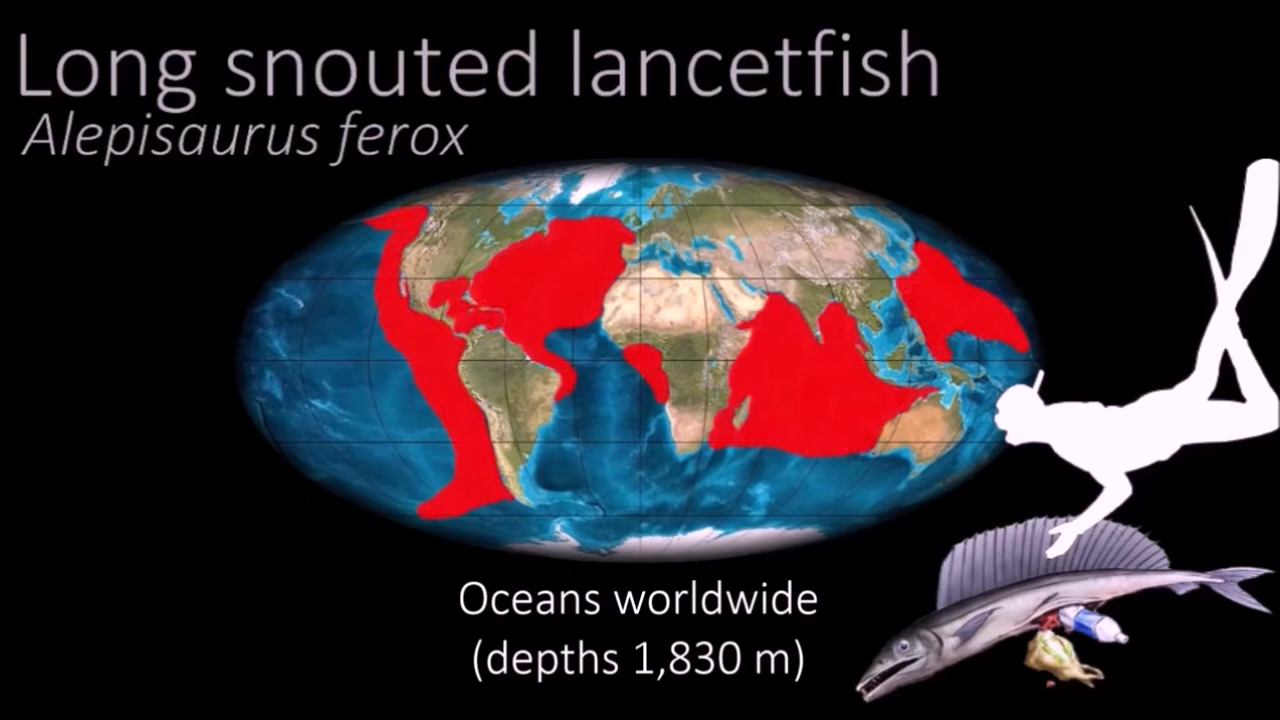 Long snouted lancetfish
Alepisaurus ferox
Oceans worldwide
(depths 1,830 m)